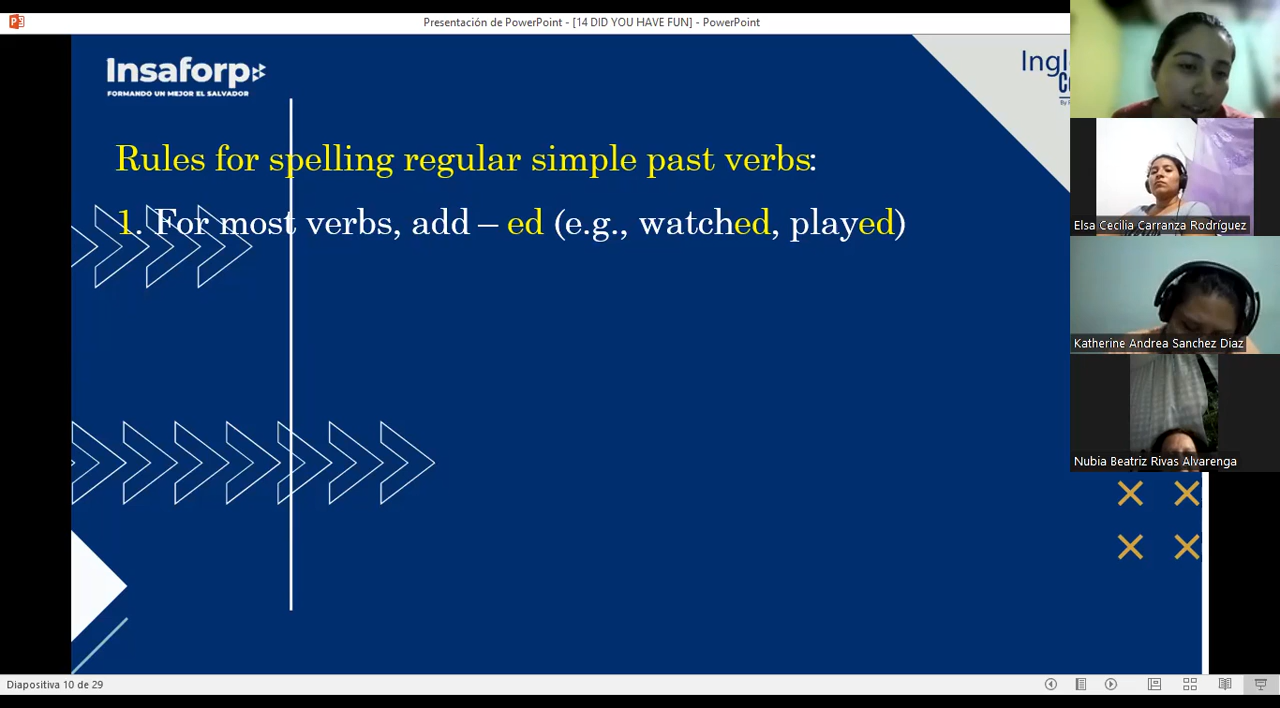 Presentación de PowerPoint - [14 DID YOU HAVE FUN] - PowerPoint
Insaforp
FORMANDO UN MEJOR EL SALVADOR
Rules for spelling regular simple past verbs:
1. For most verbs, add – ed (e.g., watched, played)
Elsa Cecilia Carranza Rodríguez
Katherine Andrea Sanchez Diaz
Nubia Beatriz Rivas Alvarenga
Diapositiva 10 de 29